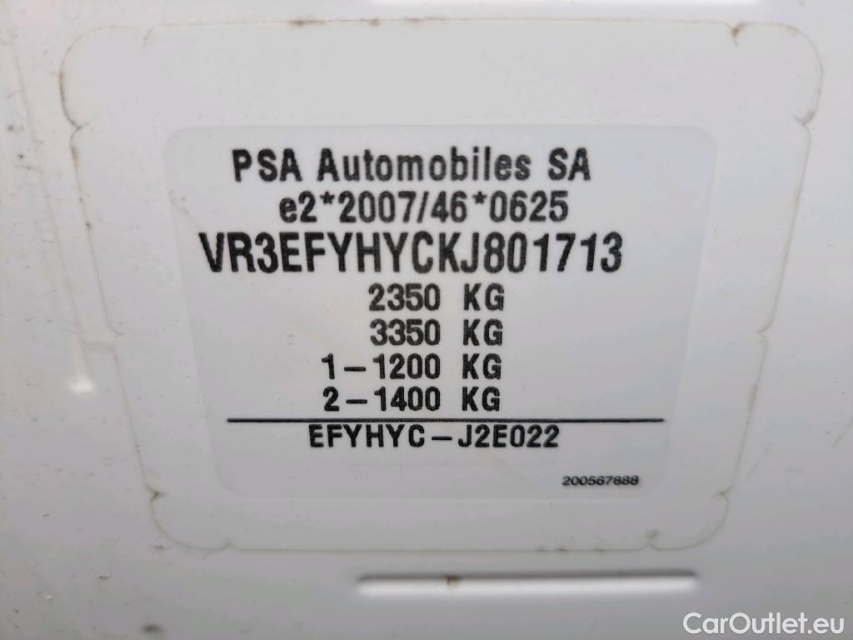 PSA Automobiles SA
e2*2007/46*0625
VR3EFYHYCKJ801713
2350 KG
3350 KG
1-1200 KG
2-1400 KG
EFYHYC-J2E022
200567888
CarOutlet.eu